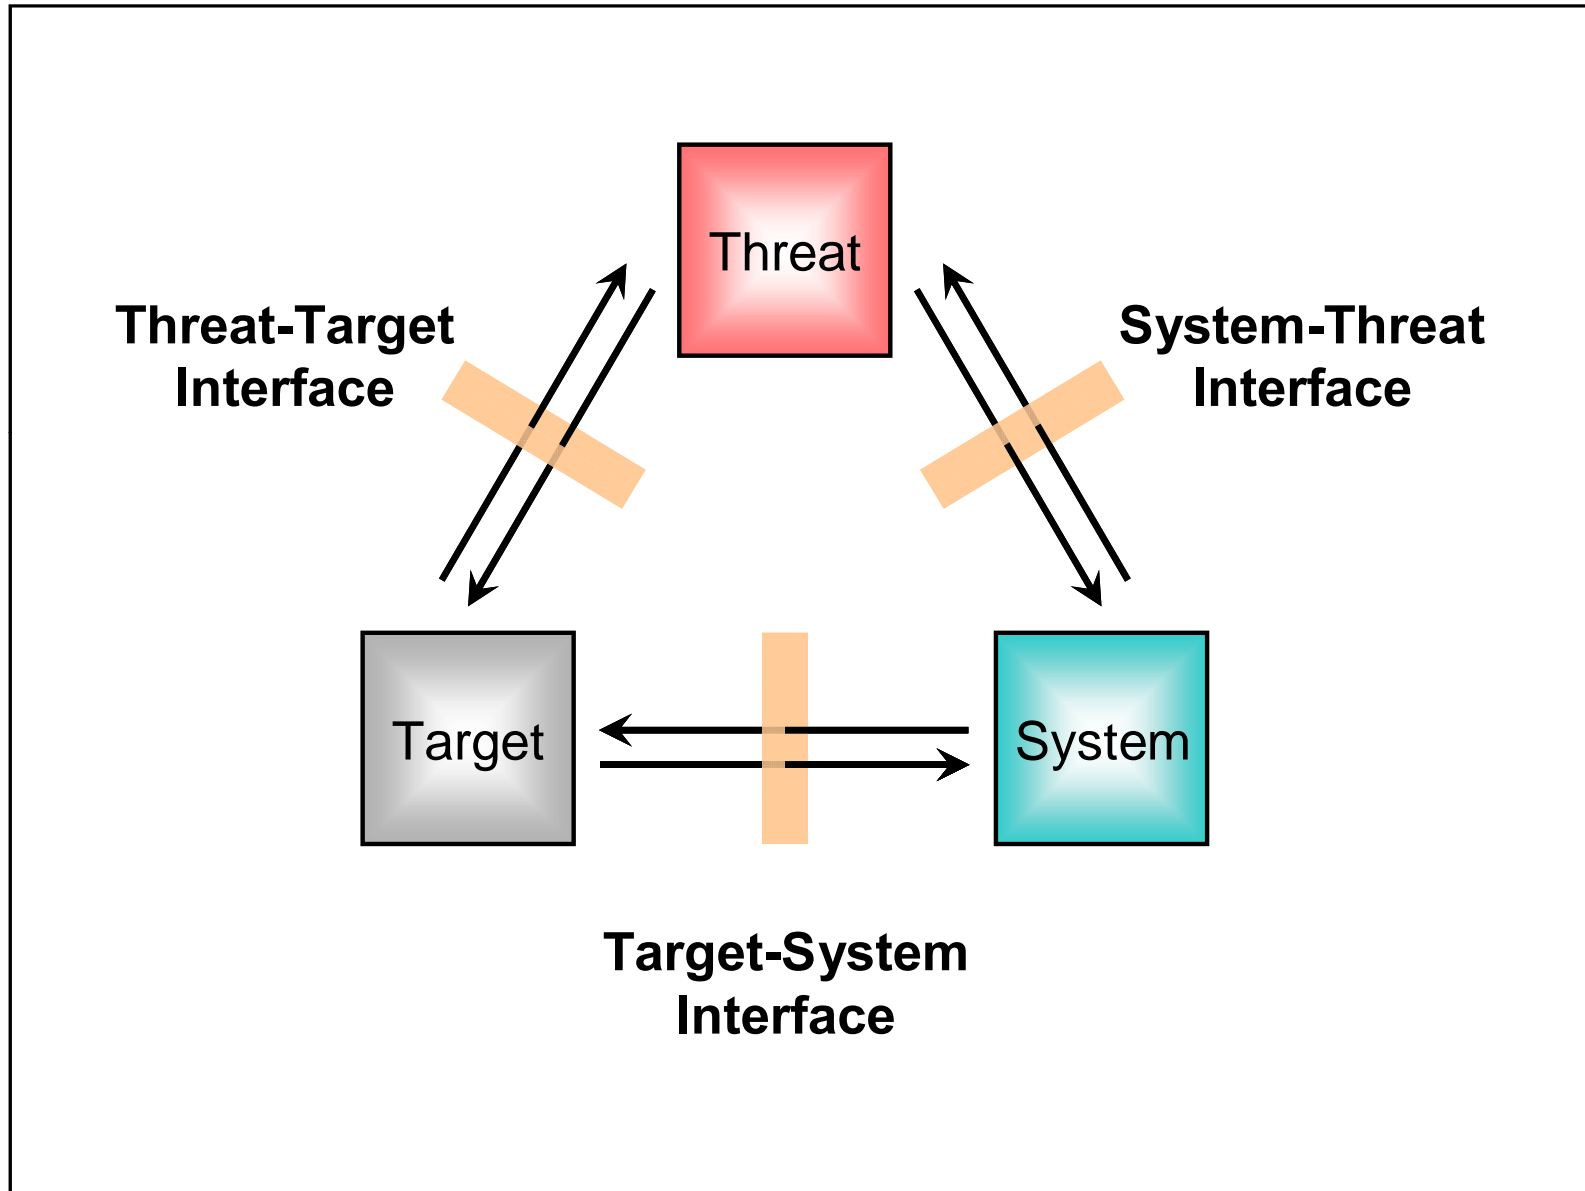 Threat
Threat-Target
Interface
System-Threat
Interface
Target
System
Target-System
Interface